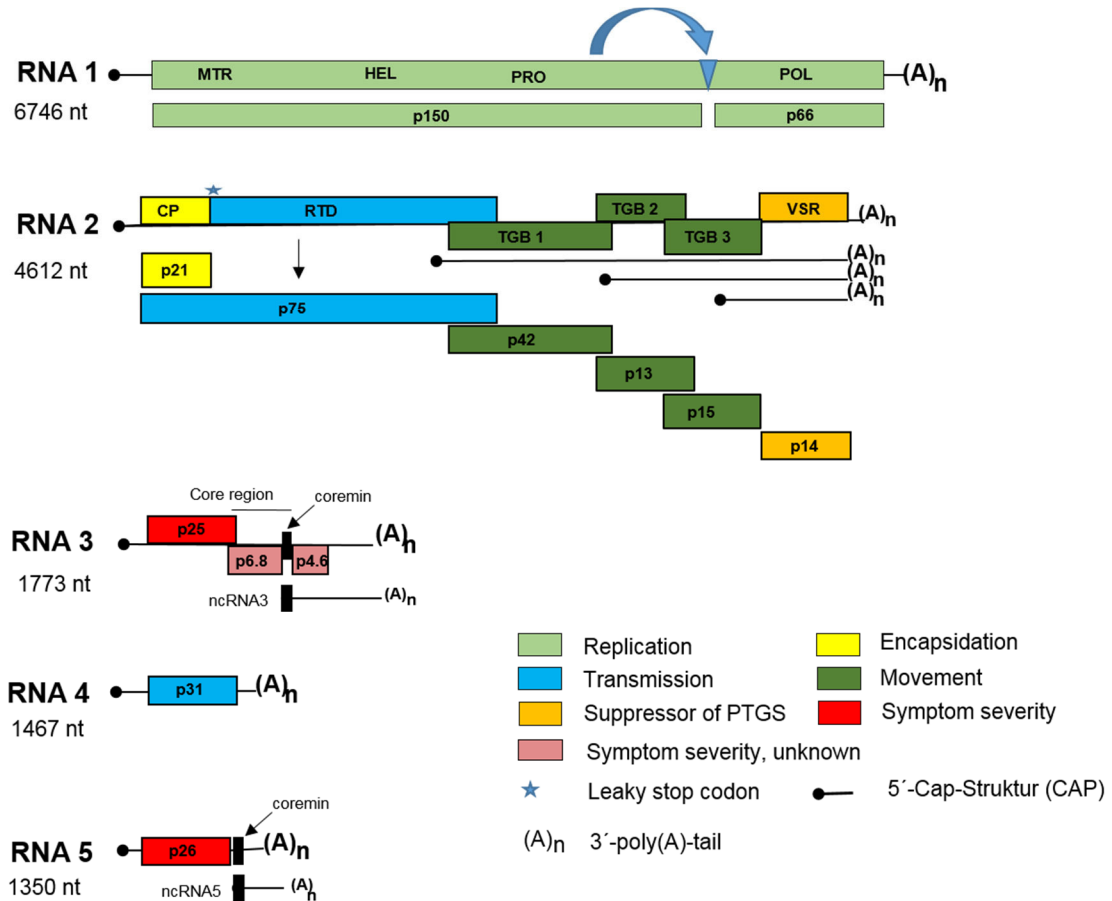 RNA 1
MTR HEL PRO POL
(A)n
6746 nt
p150 p66
RNA 2
CP RTD TGB 2 VSR
(A)n
TGB 1 TGB 3
4612 nt
p21
(A)n
(A)n
(A)n
p75
p42
p13
p15
p14
Core region
coremin
RNA 3
p25
(A)n
p6.8 p4.6
1773 nt
ncRNA3 (A)n
RNA 4
p31
(A)n
1467 nt
Replication
Encapsidation
Transmission
Movement
Suppressor of PTGS
Symptom severity
Symptom severity, unknown
Leaky stop codon
5´-Cap-Struktur (CAP)
(A)n 3´-poly(A)-tail
coremin
RNA 5
p26
(A)n
1350 nt
ncRNA5 (A)n